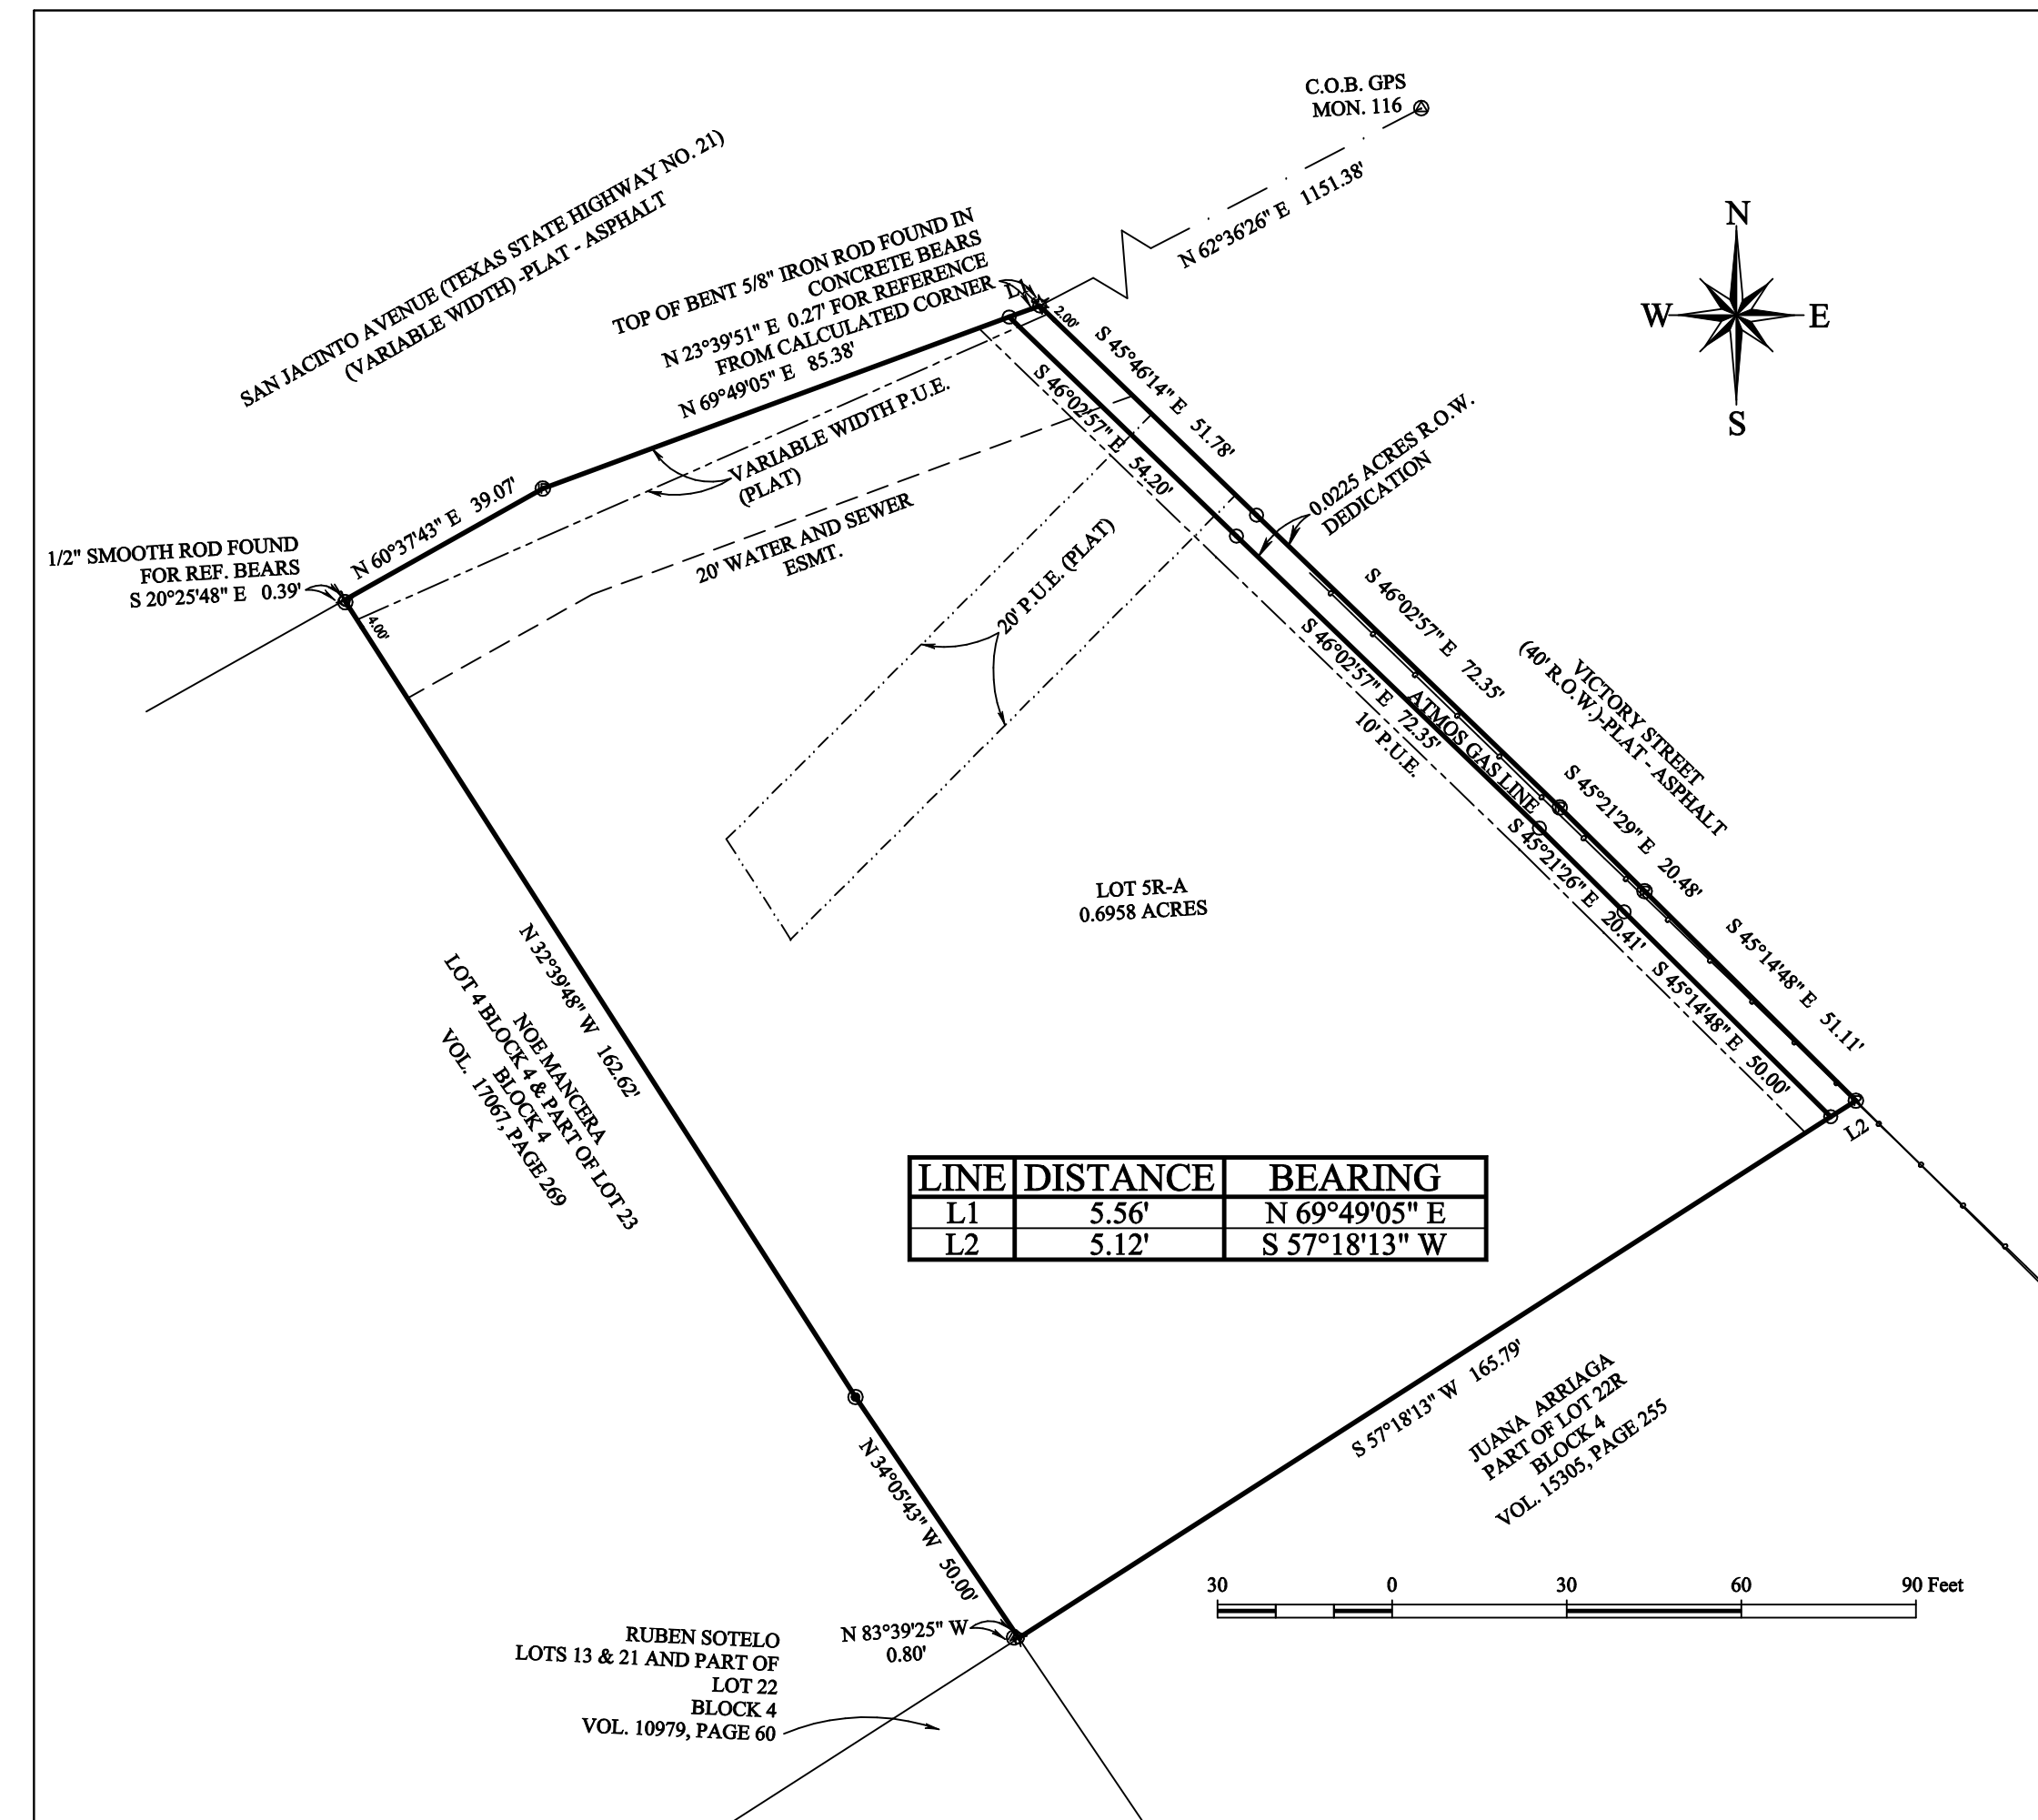 C.O.B. GPS
MON. 116
N 62°36'26" E 1151.38'
N
W
E
S
SAN JACINTO AVENUE (TEXAS STATE HIGHWAY NO. 21)
(VARIABLE WIDTH) -PLAT - ASPHALT
TOP OF BENT 5/8" IRON ROD FOUND IN
CONCRETE BEARS
N 23°39'51" E 0.27' FOR REFERENCE
FROM CALCULATED CORNER
N 69°49'05" E 85.38'
L1
2.00'
S 45°46'14" E 51.78'
S 46°02'57" E 54.20'
VARIABLE WIDTH P.U.E.
(PLAT)
0.0225 ACRES R.O.W.
DEDICATION
N 60°37'43" E 39.07'
1/2" SMOOTH ROD FOUND
FOR REF. BEARS
S 20°25'48" E 0.39'
4.00'
20' WATER AND SEWER
ESMT.
20' P.U.E. (PLAT)
S 46°02'57" E 72.35'
S 46°02'57" E 72.35'
VICTORY STREET
(40' R.O.W.)-PLAT - ASPHALT
ATMOS GAS LINE
10' P.U.E.
S 45°21'29" E 20.48'
S 45°21'26" E 20.41'
LOT 5R-A
0.6958 ACRES
S 45°14'48" E 51.11'
S 45°14'48" E 50.00'
L2
N 32°39'48" W 162.62'
NOE MANCERA
LOT 4 BLOCK 4 & PART OF LOT 23
BLOCK 4
VOL. 17067, PAGE 269
LINE DISTANCE BEARING
L1 5.56' N 69°49'05" E
L2 5.12' S 57°18'13" W
S 57°18'13" W 165.79'
JUANA ARRIAGA
PART OF LOT 22R
BLOCK 4
VOL. 15305, PAGE 255
N 34°05'43" W 50.00'
30 0 30 60 90 Feet
N 83°39'25" W
0.80'
RUBEN SOTELO
LOTS 13 & 21 AND PART OF
LOT 22
BLOCK 4
VOL. 10979, PAGE 60